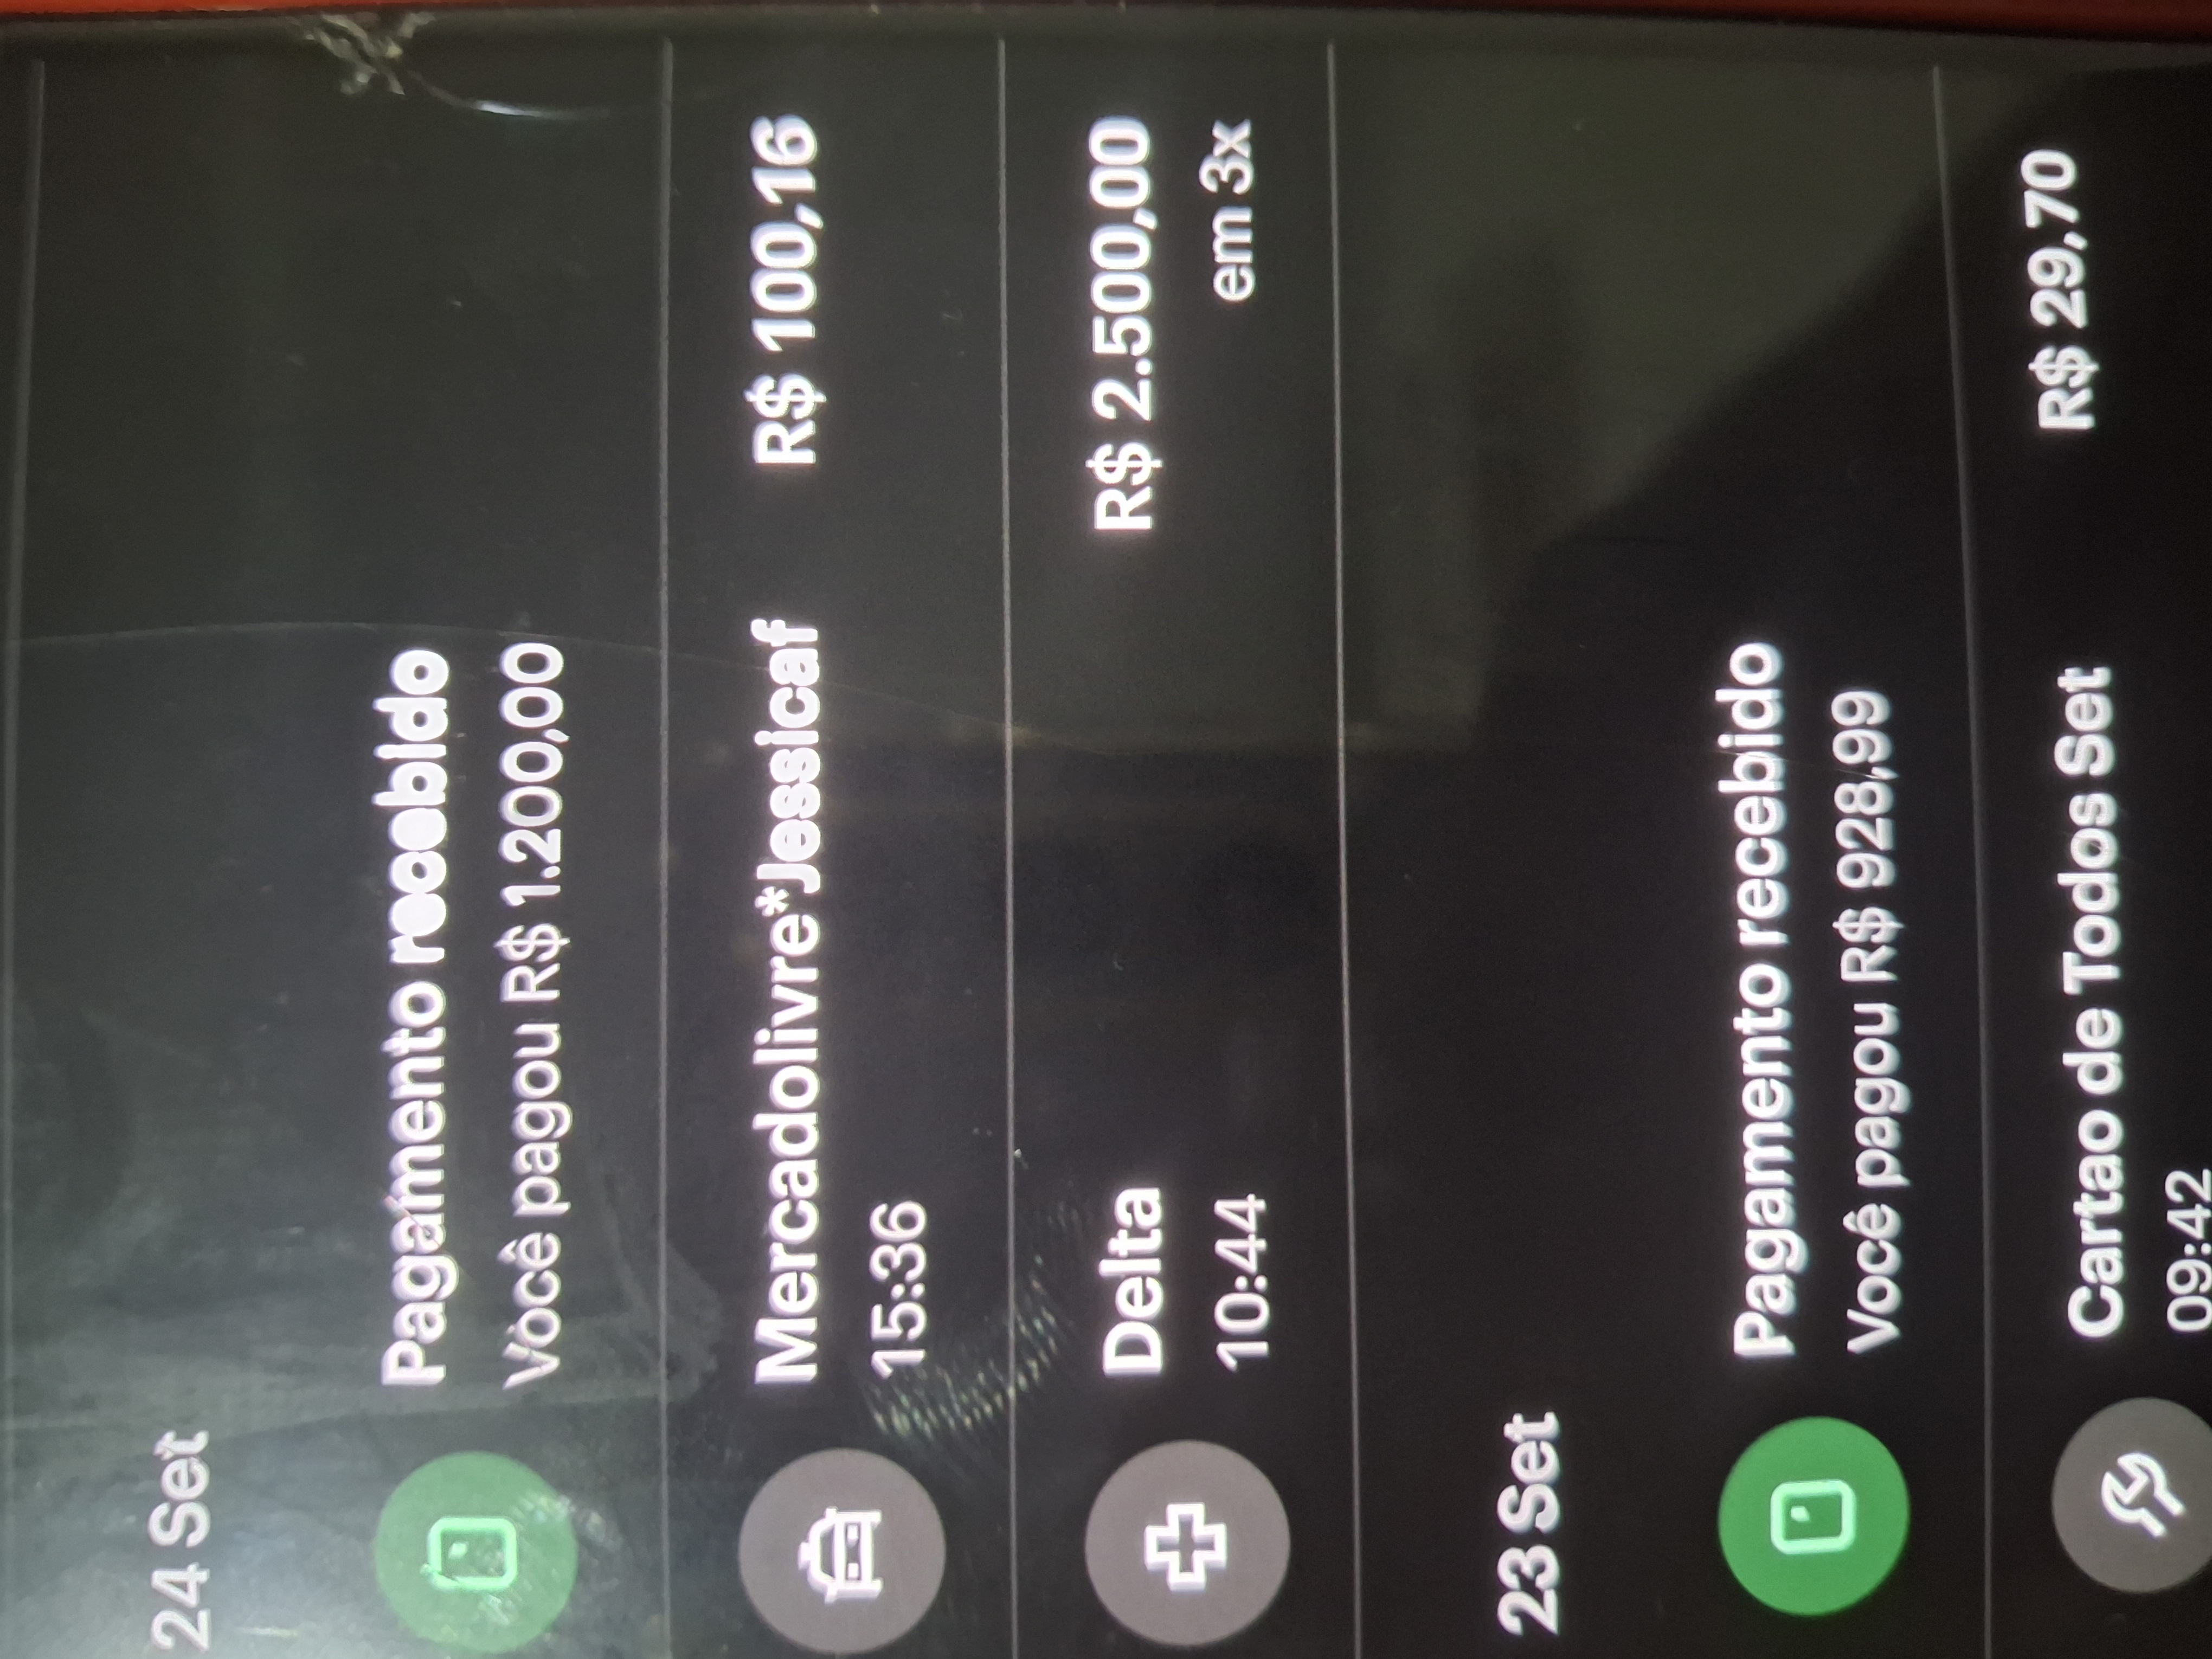 24 Set
Pagamento recebido
Você pagou R$ 1.200,00
Mercadolivre*Jessicaf R$ 100,16
15:36
Delta R$ 2.500,00
10:44 em 3x
23 Set
Pagamento recebido
Você pagou R$ 928,99
Cartao de Todos Set R$ 29,70
09:42